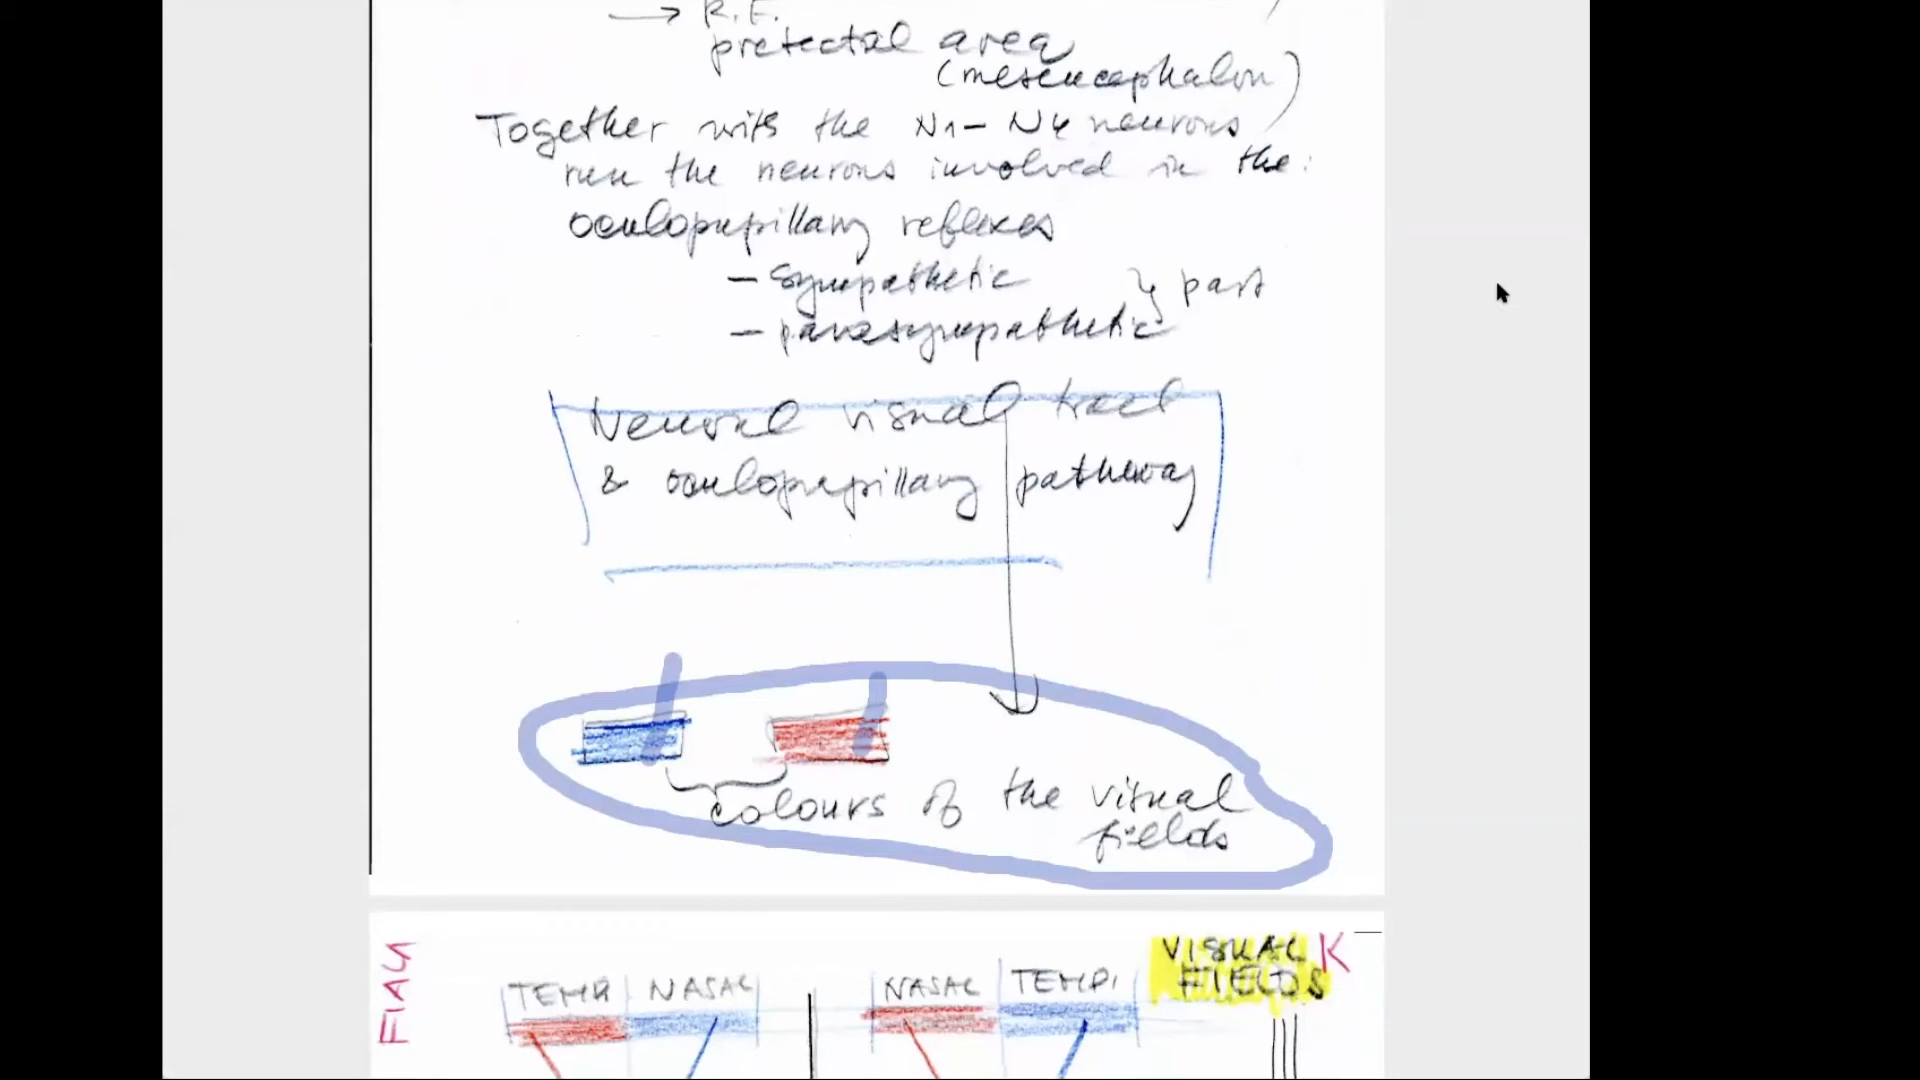 → R.F.
pretectal area
(mesencephalon)
Together with the N1 - N4 neurons
run the neurons involved in the:
oculopupillary reflexes
- sympathetic
- parasympathetic } part
Neuronal visual tract
& oculopupillary pathway
colours of the visual
fields
VISUAL K
FIELDS
TEMP. NASAL NASAL TEMP.